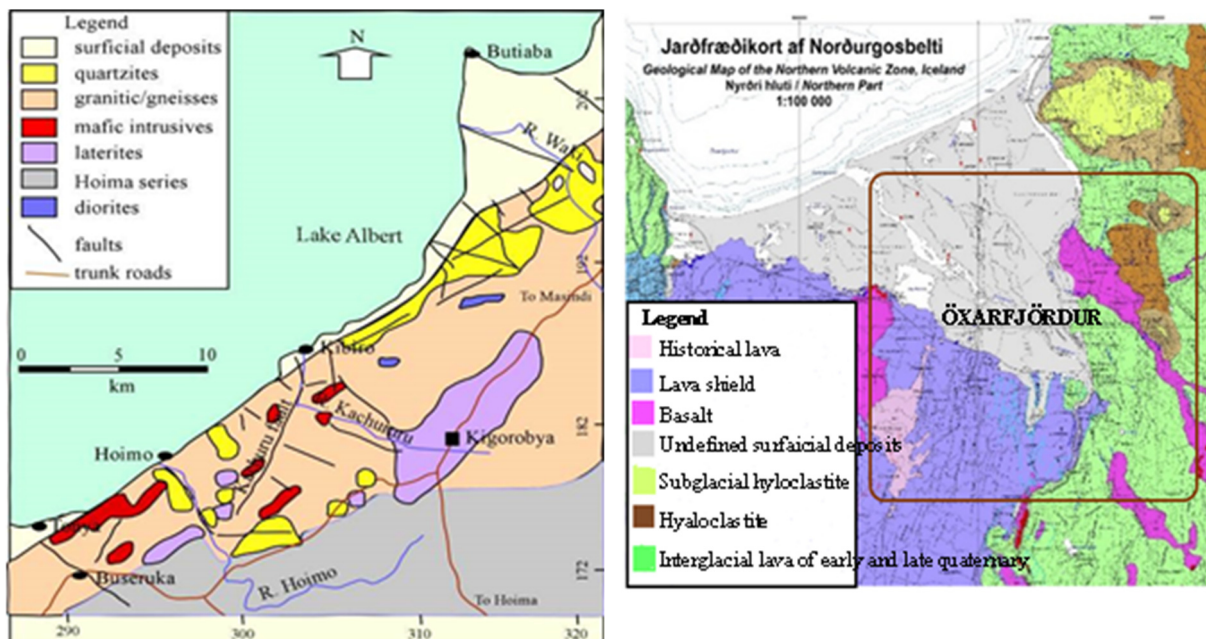 Legend
surficial deposits
quartzites
granitic/gneisses
mafic intrusives
laterites
Hoima series
diorites
faults
trunk roads
N
Butiaba
R. Waki
202
Lake Albert
192
To Masindi
0 5 10
km
Kibiro
Kachuru fault
Kachururu
182
Kigorobya
Hoimo
Buseruka
R. Hoimo
172
To Hoima
290 300 310 320
Jarðfræðikort af Norðurgosbelti
Geological Map of the Northern Volcanic Zone, Iceland
Nyrðri hluti / Northern Part
1:100 000
ÖXARFJÖRDUR
Legend
Historical lava
Lava shield
Basalt
Undefined surfaicial deposits
Subglacial hyloclastite
Hyaloclastite
Interglacial lava of early and late quaternary